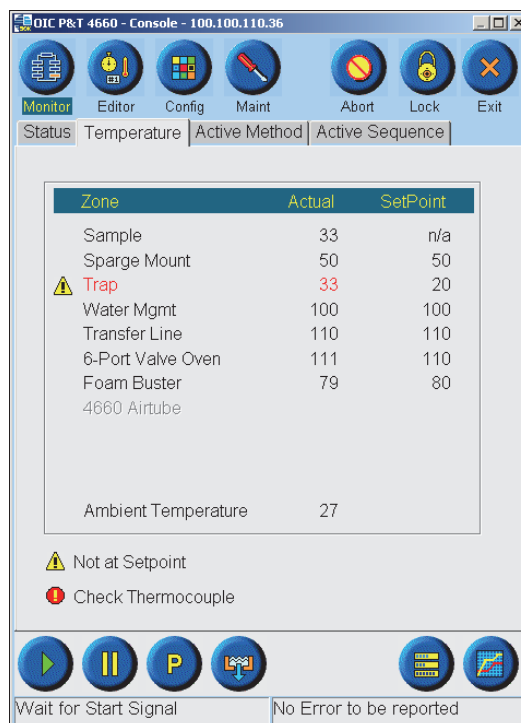 OIC P&T 4660 - Console - 100.100.110.36
Monitor Editor Config Maint Abort Lock Exit
Status Temperature Active Method Active Sequence
Zone Actual SetPoint
Sample 33 n/a
Sparge Mount 50 50
Trap 33 20
Water Mgmt 100 100
Transfer Line 110 110
6-Port Valve Oven 111 110
Foam Buster 79 80
4660 Airtube
Ambient Temperature 27
Not at Setpoint
Check Thermocouple
P
Wait for Start Signal No Error to be reported